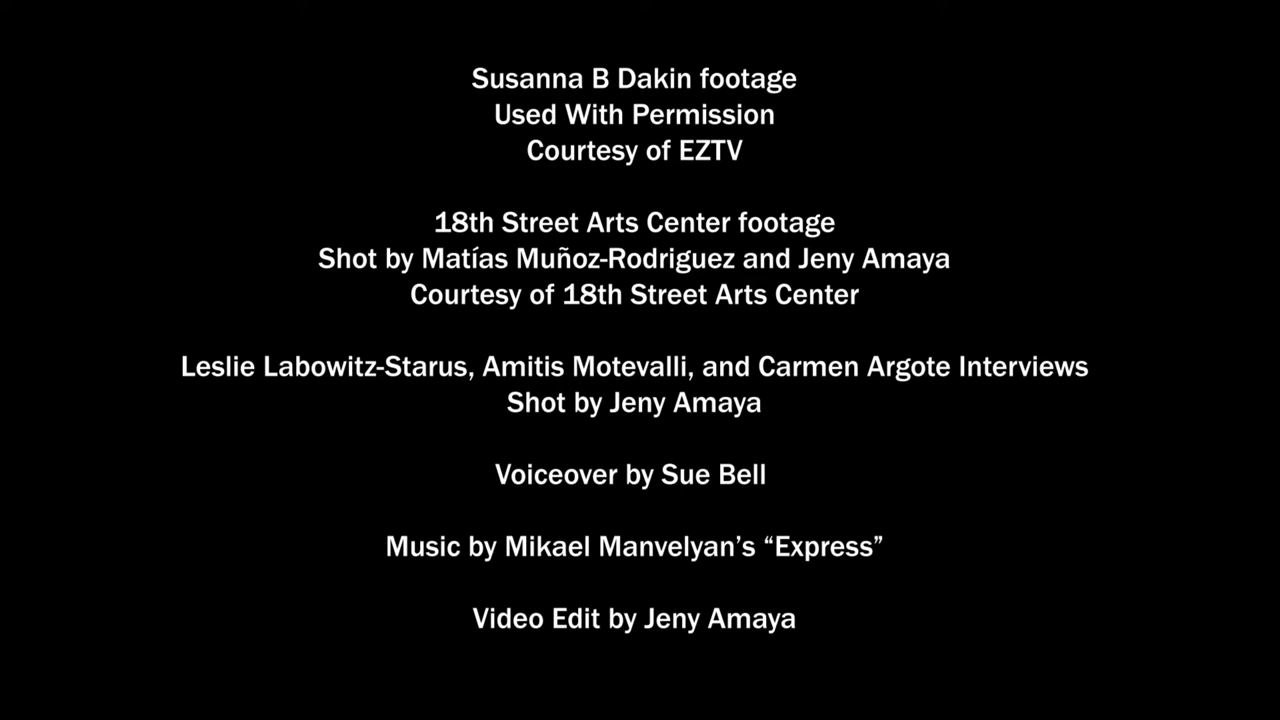 Susanna B Dakin footage
Used With Permission
Courtesy of EZTV
18th Street Arts Center footage
Shot by Matías Muñoz-Rodriguez and Jeny Amaya
Courtesy of 18th Street Arts Center
Leslie Labowitz-Starus, Amitis Motevalli, and Carmen Argote Interviews
Shot by Jeny Amaya
Voiceover by Sue Bell
Music by Mikael Manvelyan’s “Express”
Video Edit by Jeny Amaya